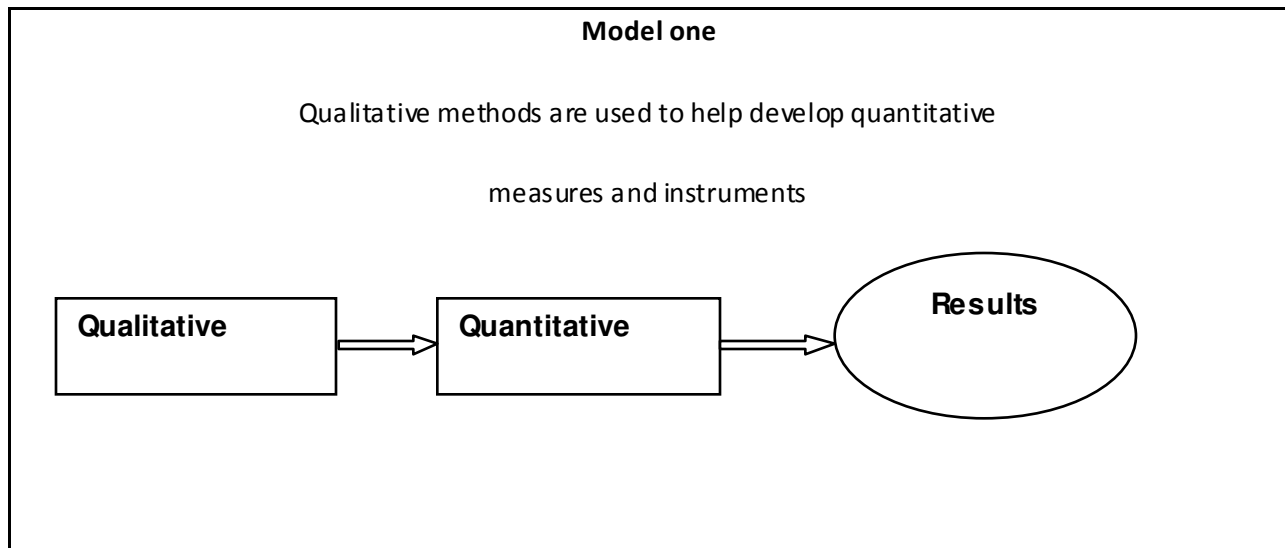 Model one
Qualitative methods are used to help develop quantitative
measures and instruments
Qualitative
Quantitative
Results